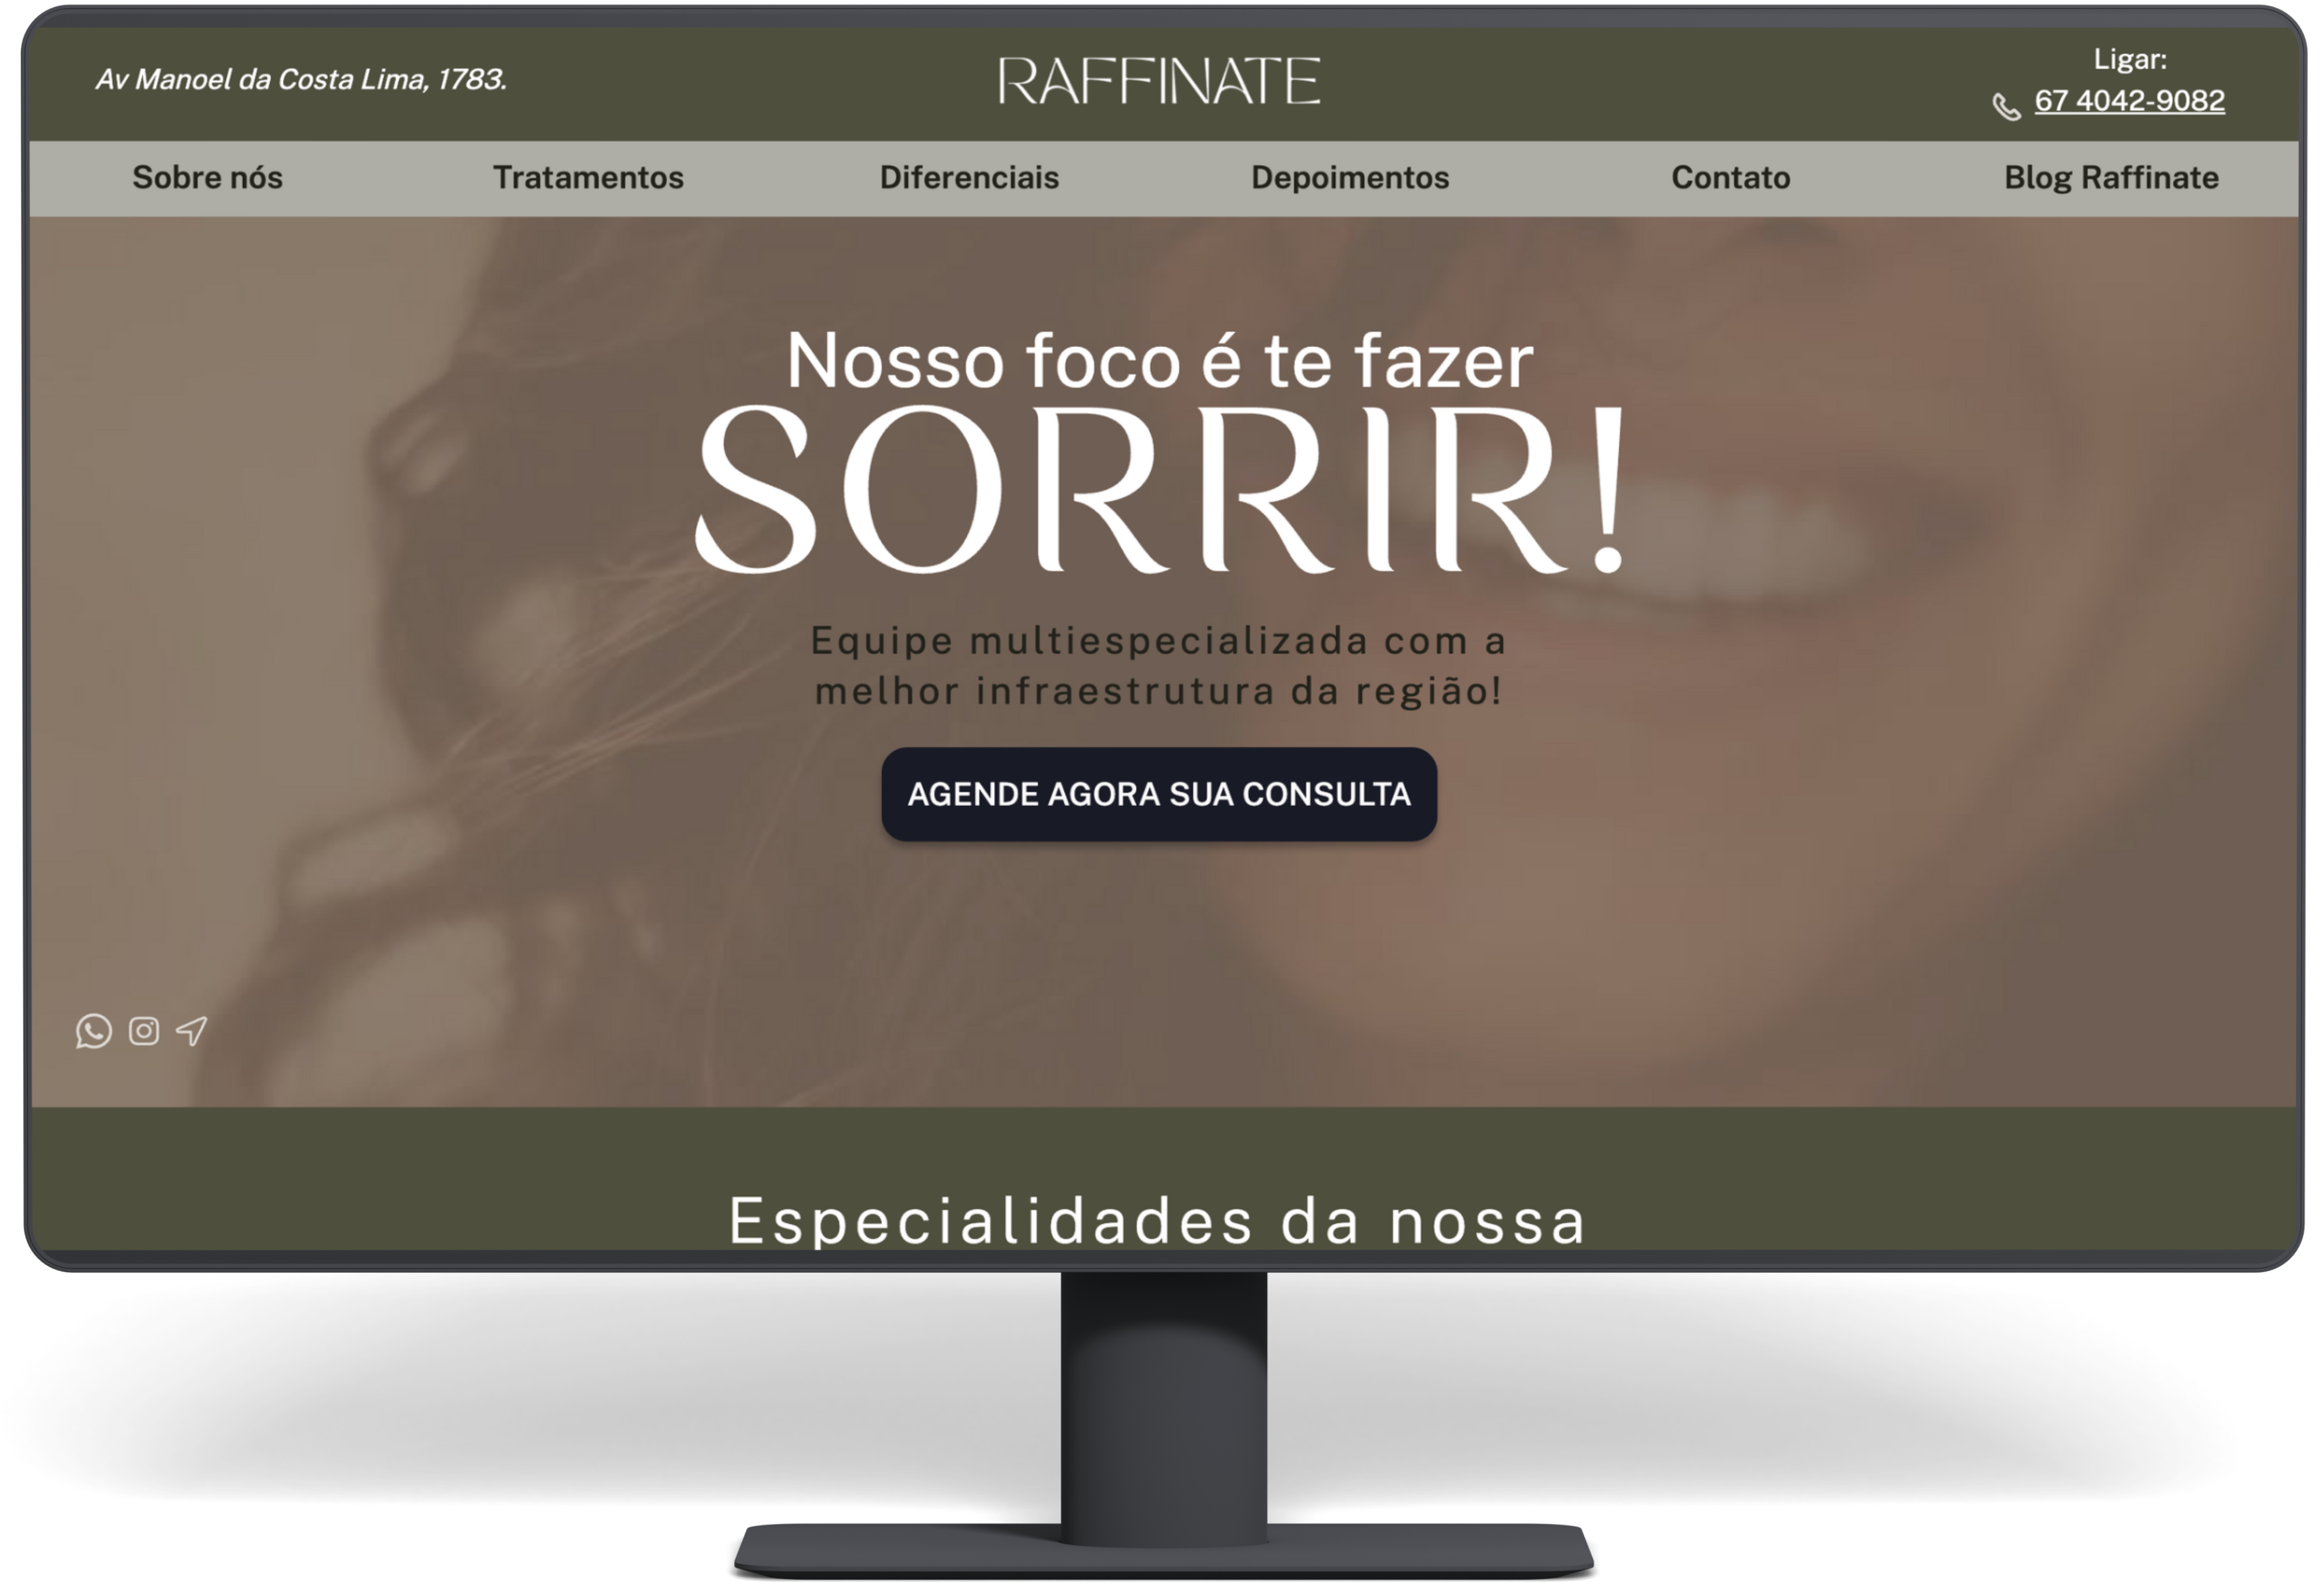 Av Manoel da Costa Lima, 1783.
RAFFINATE
Ligar:
67 4042-9082
Sobre nós
Tratamentos
Diferenciais
Depoimentos
Contato
Blog Raffinate
Nosso foco é te fazer
SORRIR!
Equipe multiespecializada com a
melhor infraestrutura da região!
AGENDE AGORA SUA CONSULTA
Especialidades da nossa